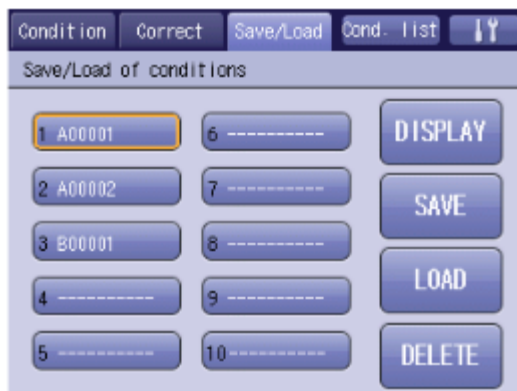 Condition Correct Save/Load Cond. list
Save/Load of conditions
1 A00001
2 A00002
3 B00001
4 ----------
5 ----------
6 ----------
7 ----------
8 ----------
9 ----------
10----------
DISPLAY
SAVE
LOAD
DELETE